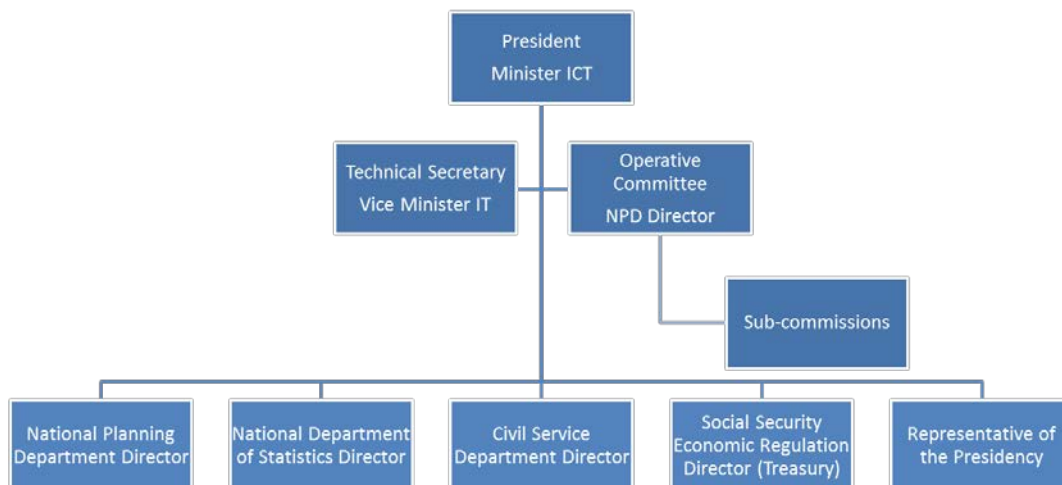 President
Minister ICT
Technical Secretary
Vice Minister IT
Operative
Committee
NPD Director
Sub-commissions
National Planning
Department Director
National Department
of Statistics Director
Civil Service
Department Director
Social Security
Economic Regulation
Director (Treasury)
Representative of
the Presidency